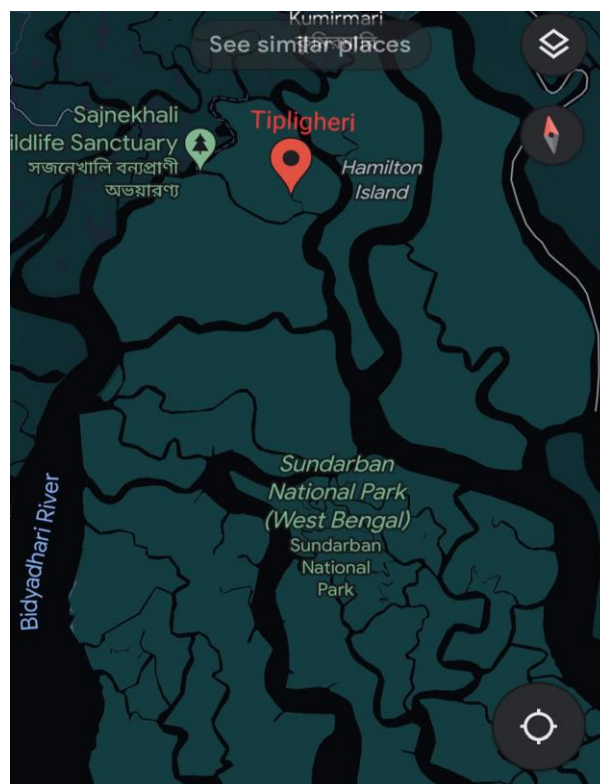 Kumirmari
See similar places
Sajnekhali
ildlife Sanctuary
সজনেখালি বন্যপ্রাণী
অভয়ারণ্য
Tipligheri
Hamilton
Island
Sundarban
National Park
(West Bengal)
Sundarban
National
Park
Bidyadhari River